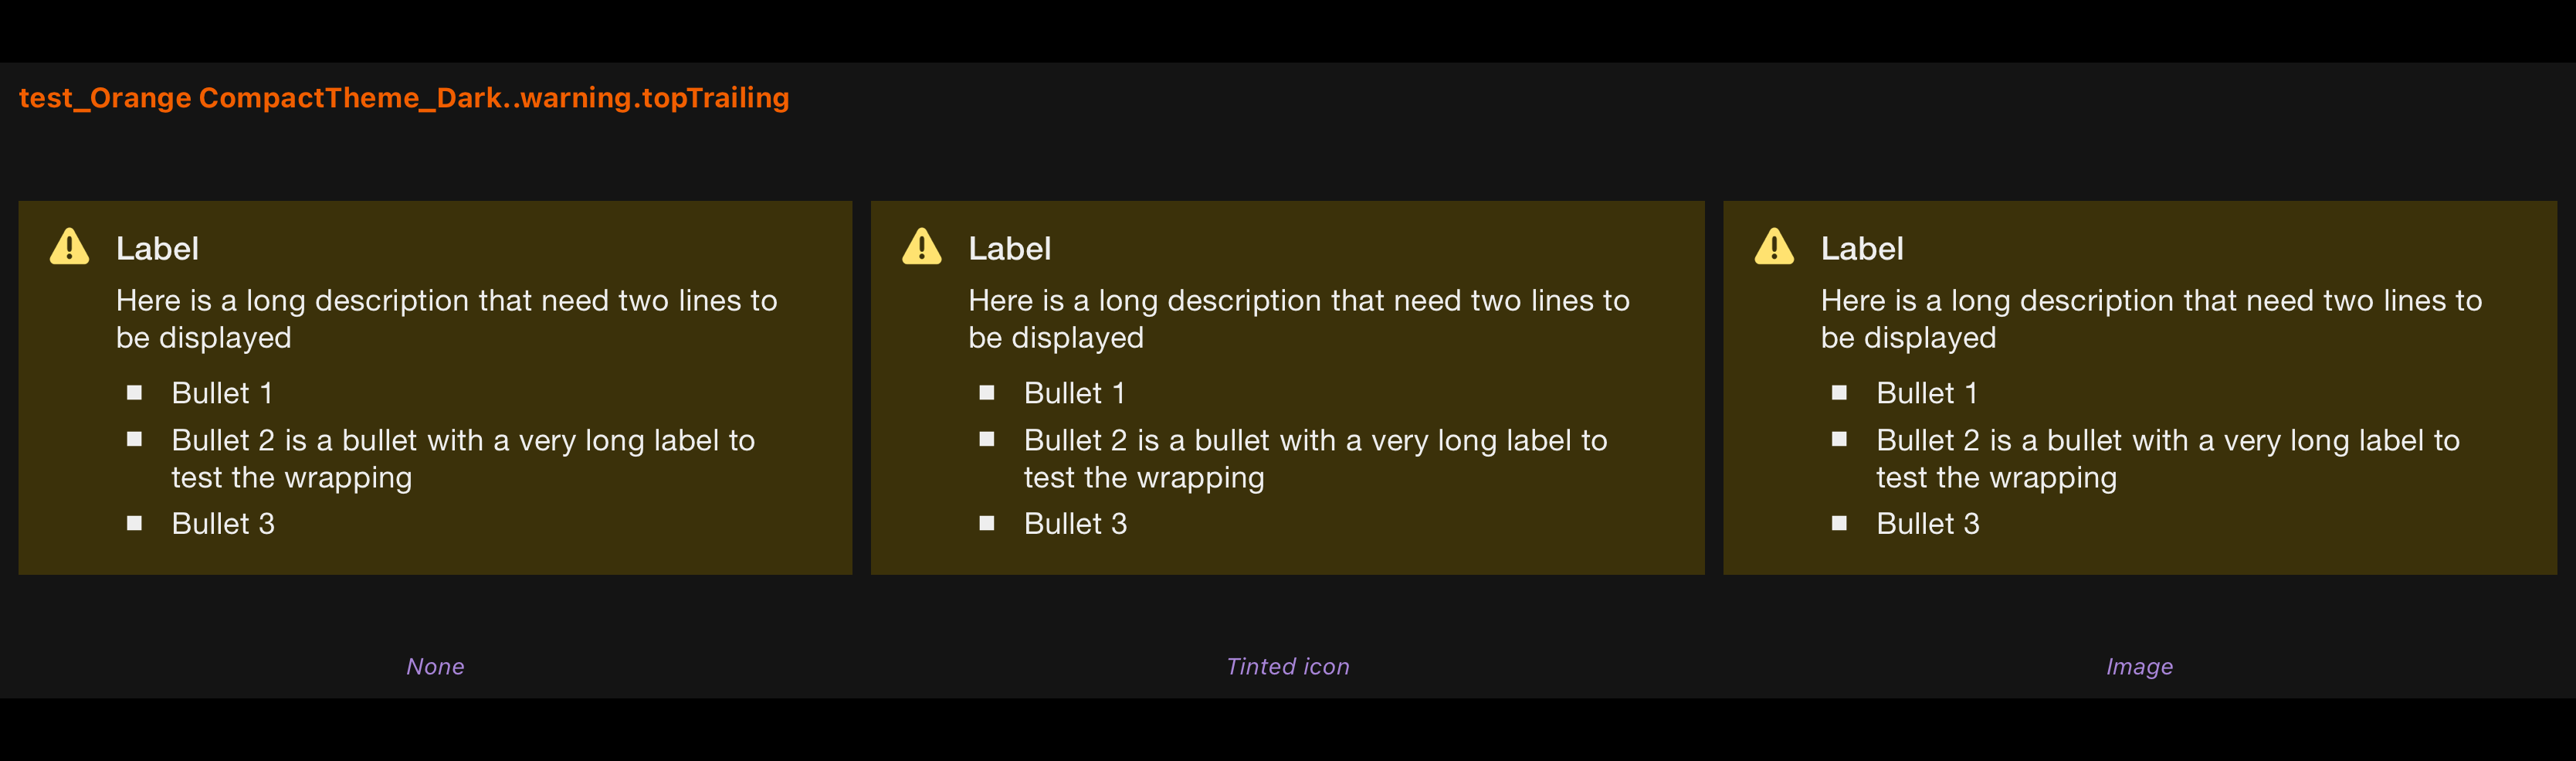 test_Orange CompactTheme_Dark..warning.topTrailing
Label
Here is a long description that need two lines to
be displayed
Bullet 1
Bullet 2 is a bullet with a very long label to
test the wrapping
Bullet 3
None
Label
Here is a long description that need two lines to
be displayed
Bullet 1
Bullet 2 is a bullet with a very long label to
test the wrapping
Bullet 3
Tinted icon
Label
Here is a long description that need two lines to
be displayed
Bullet 1
Bullet 2 is a bullet with a very long label to
test the wrapping
Bullet 3
Image